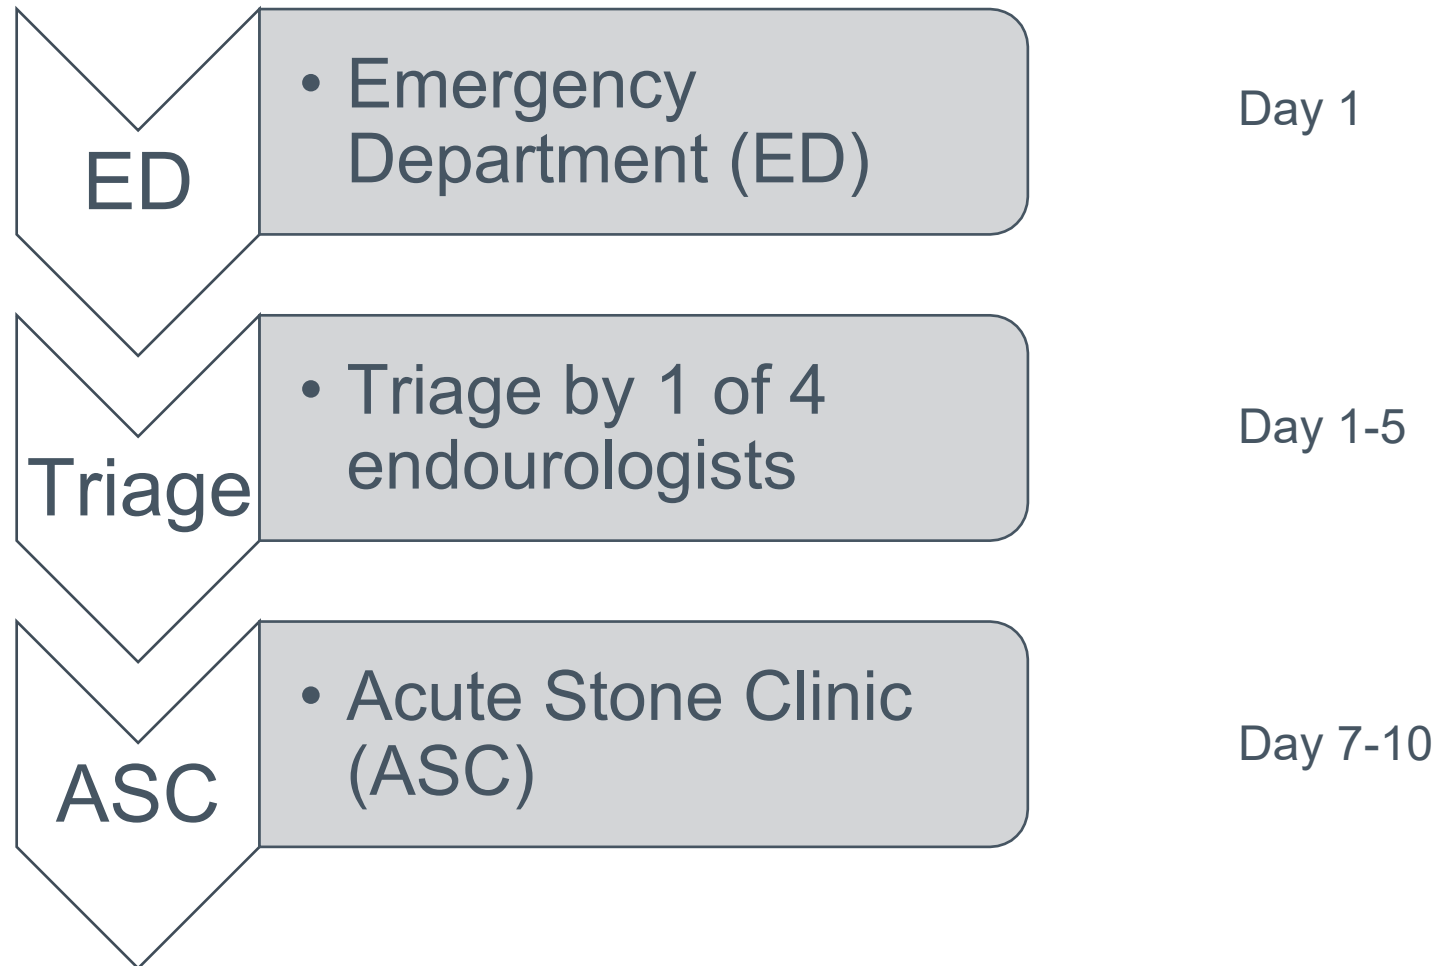 ED
• Emergency
Department (ED)
Day 1
Triage
• Triage by 1 of 4
endourologists
Day 1-5
ASC
• Acute Stone Clinic
(ASC)
Day 7-10